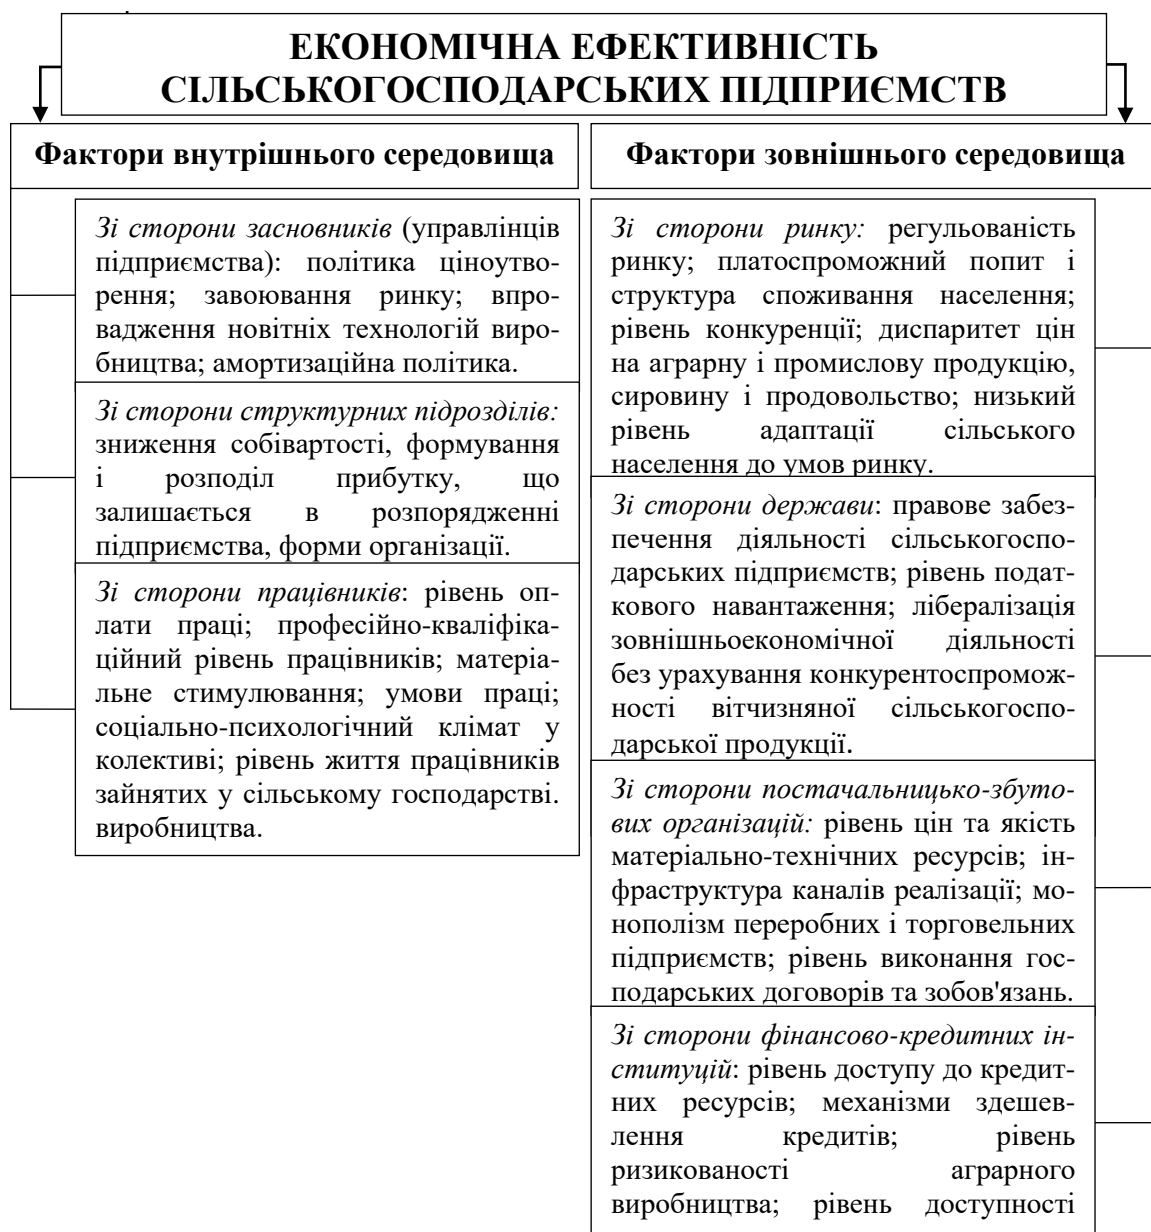 ЕКОНОМІЧНА ЕФЕКТИВНІСТЬ
СІЛЬСЬКОГОСПОДАРСЬКИХ ПІДПРИЄМСТВ
Фактори внутрішнього середовища
Зі сторони засновників (управлінців
підприємства): політика ціноутво-
рення; завоювання ринку; впро-
вадження новітніх технологій виро-
бництва; амортизаційна політика.
Зі сторони структурних підрозділів:
зниження собівартості, формування
і розподіл прибутку, що
залишається в розпорядженні
підприємства, форми організації.
Зі сторони працівників: рівень оп-
лати праці; професійно-кваліфіка-
ційний рівень працівників; матеріа-
льне стимулювання; умови праці;
соціально-психологічний клімат у
колективі; рівень життя працівників
зайнятих у сільському господарстві.
виробництва.
Фактори зовнішнього середовища
Зі сторони ринку: регульованість
ринку; платоспроможний попит і
структура споживання населення;
рівень конкуренції; диспаритет цін
на аграрну і промислову продукцію,
сировину і продовольство; низький
рівень адаптації сільського
населення до умов ринку.
Зі сторони держави: правове забез-
печення діяльності сільськогоспо-
дарських підприємств; рівень подат-
кового навантаження; лібералізація
зовнішньоекономічної діяльності
без урахування конкурентоспромож-
ності вітчизняної сільськогоспо-
дарської продукції.
Зі сторони постачальницько-збуто-
вих організацій: рівень цін та якість
матеріально-технічних ресурсів; ін-
фраструктура каналів реалізації; мо-
нополізм переробних і торговельних
підприємств; рівень виконання гос-
подарських договорів та зобов'язань.
Зі сторони фінансово-кредитних ін-
ституцій: рівень доступу до кредит-
них ресурсів; механізми здешев-
лення кредитів; рівень
ризикованості аграрного
виробництва; рівень доступності